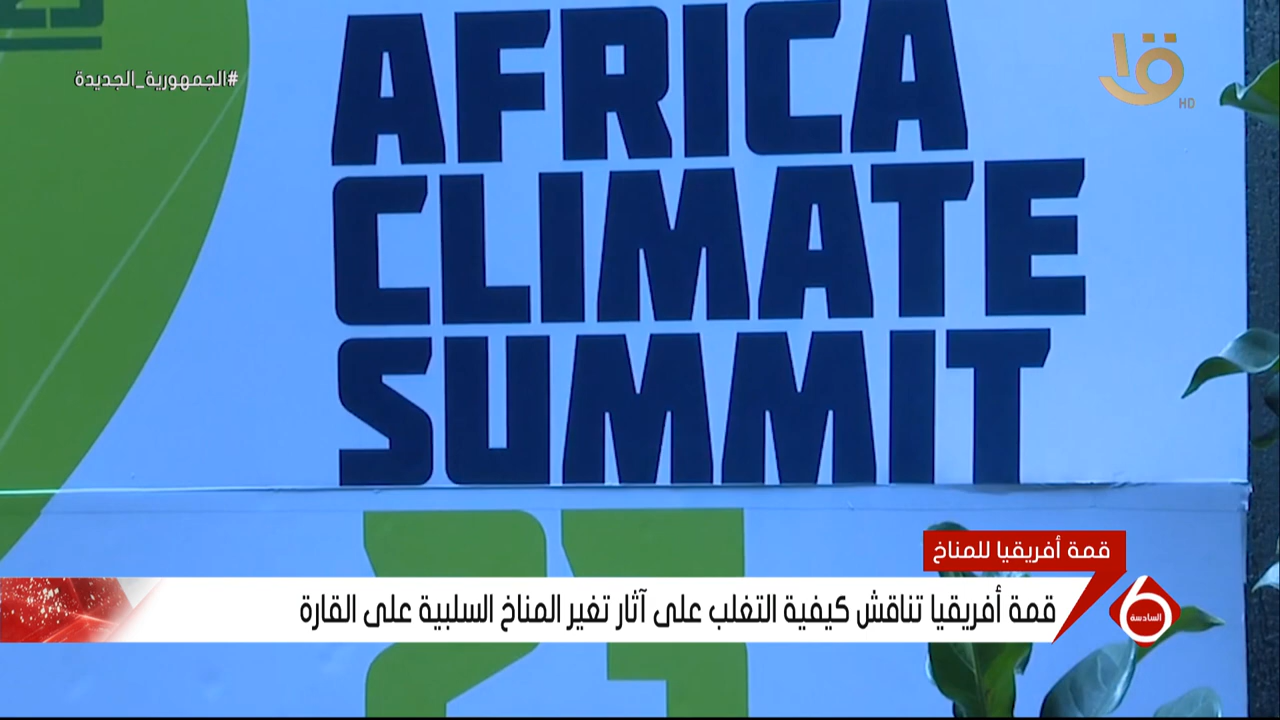 #الجمهورية_الجديدة
HD
AFRICA
CLIMATE
SUMMIT
قمة أفريقيا للمناخ
قمة أفريقيا تناقش كيفية التغلب على آثار تغير المناخ السلبية على القارة
السادسة